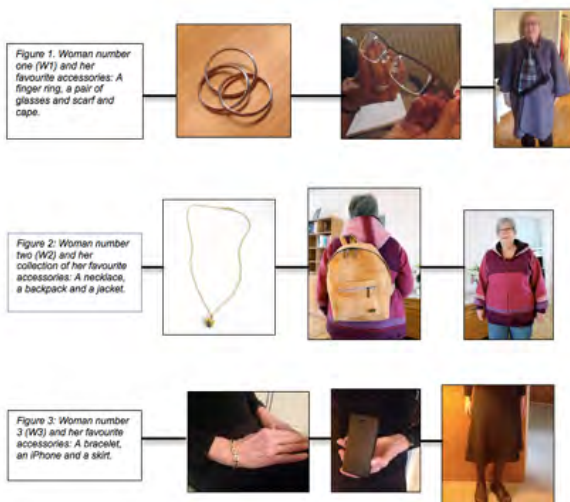 Figure 1. Woman number
one (W1) and her
favourite accessories: A
finger ring, a pair of
glasses and scarf and
cape.
Figure 2: Woman number
two (W2) and her
collection of her favourite
accessories: A necklace,
a backpack and a jacket.
Figure 3: Woman number
3 (W3) and her favourite
accessories: A bracelet,
an iPhone and a skirt.